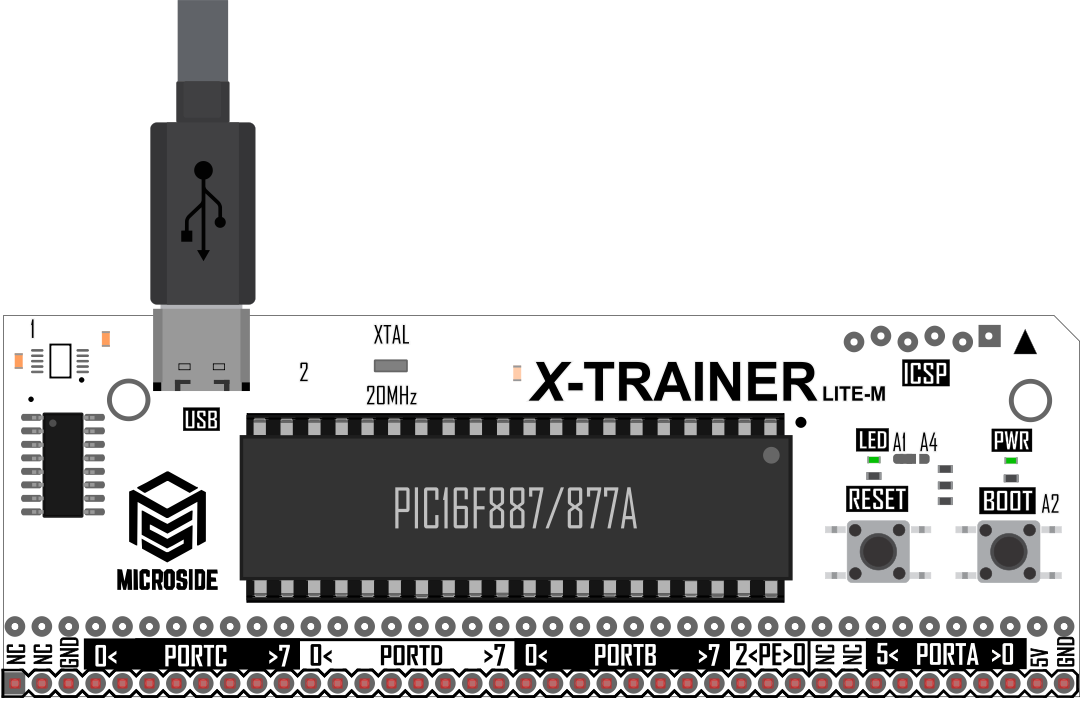 1
XTAL
20MHz
2
X-TRAINER LITE-M
ICSP
USB
LED A1 A4
PWR
RESET
BOOT A2
PIC16F887/877A
MICROSIDE
NC NC GND 0< PORTC >7 0< PORTD >7 0< PORTB >7 2<PE>0 NC NC 5< PORTA >0 5V GND